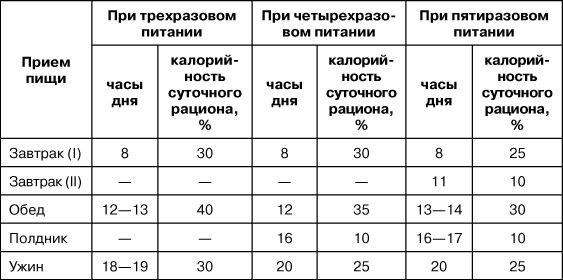 Прием пищи | При трехразовом питании | При четырехразо-вом питании | При пятиразовом питании
часы дня | калорий-ность суточного рациона, % | часы дня | калорий-ность суточного рациона, % | часы дня | калорий-ность суточного рациона, %
Завтрак (I) | 8 | 30 | 8 | 30 | 8 | 25
Завтрак (II) | — | — | — | — | 11 | 10
Обед | 12—13 | 40 | 12 | 35 | 13—14 | 30
Полдник | — | — | 16 | 10 | 16—17 | 10
Ужин | 18—19 | 30 | 20 | 25 | 20 | 25